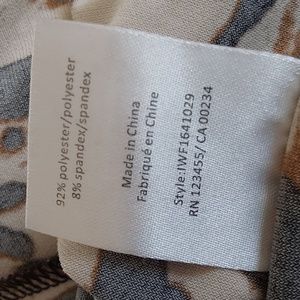 92% polyester/polyester
8% spandex/spandex
Made in China
Fabriqué en Chine
Style:IWF1641029
RN 123455/ CA 00234